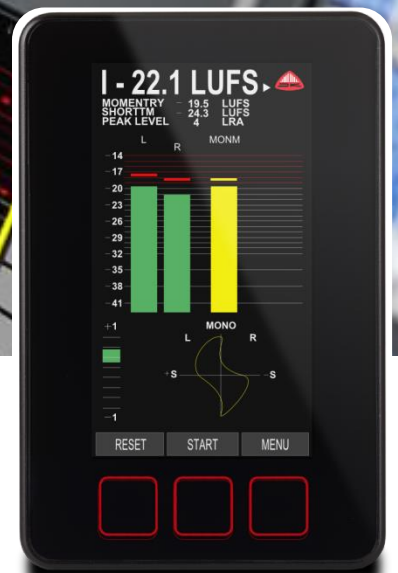 I - 22.1 LUFS
MOMENTRY - 19.5 LUFS
SHORTTM - 24.3 LUFS
PEAK LEVEL 4 LRA
L R MONM
-14
-17
-20
-23
-26
-29
-32
-35
-38
-41
+1
MONO
L R
+S -S
-1
RESET START MENU